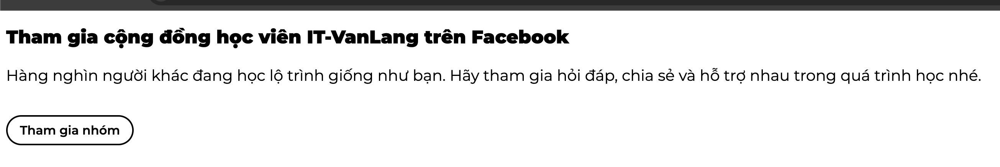 Tham gia cộng đồng học viên IT-VanLang trên Facebook
Hàng nghìn người khác đang học lộ trình giống như bạn. Hãy tham gia hỏi đáp, chia sẻ và hỗ trợ nhau trong quá trình học nhé.
Tham gia nhóm